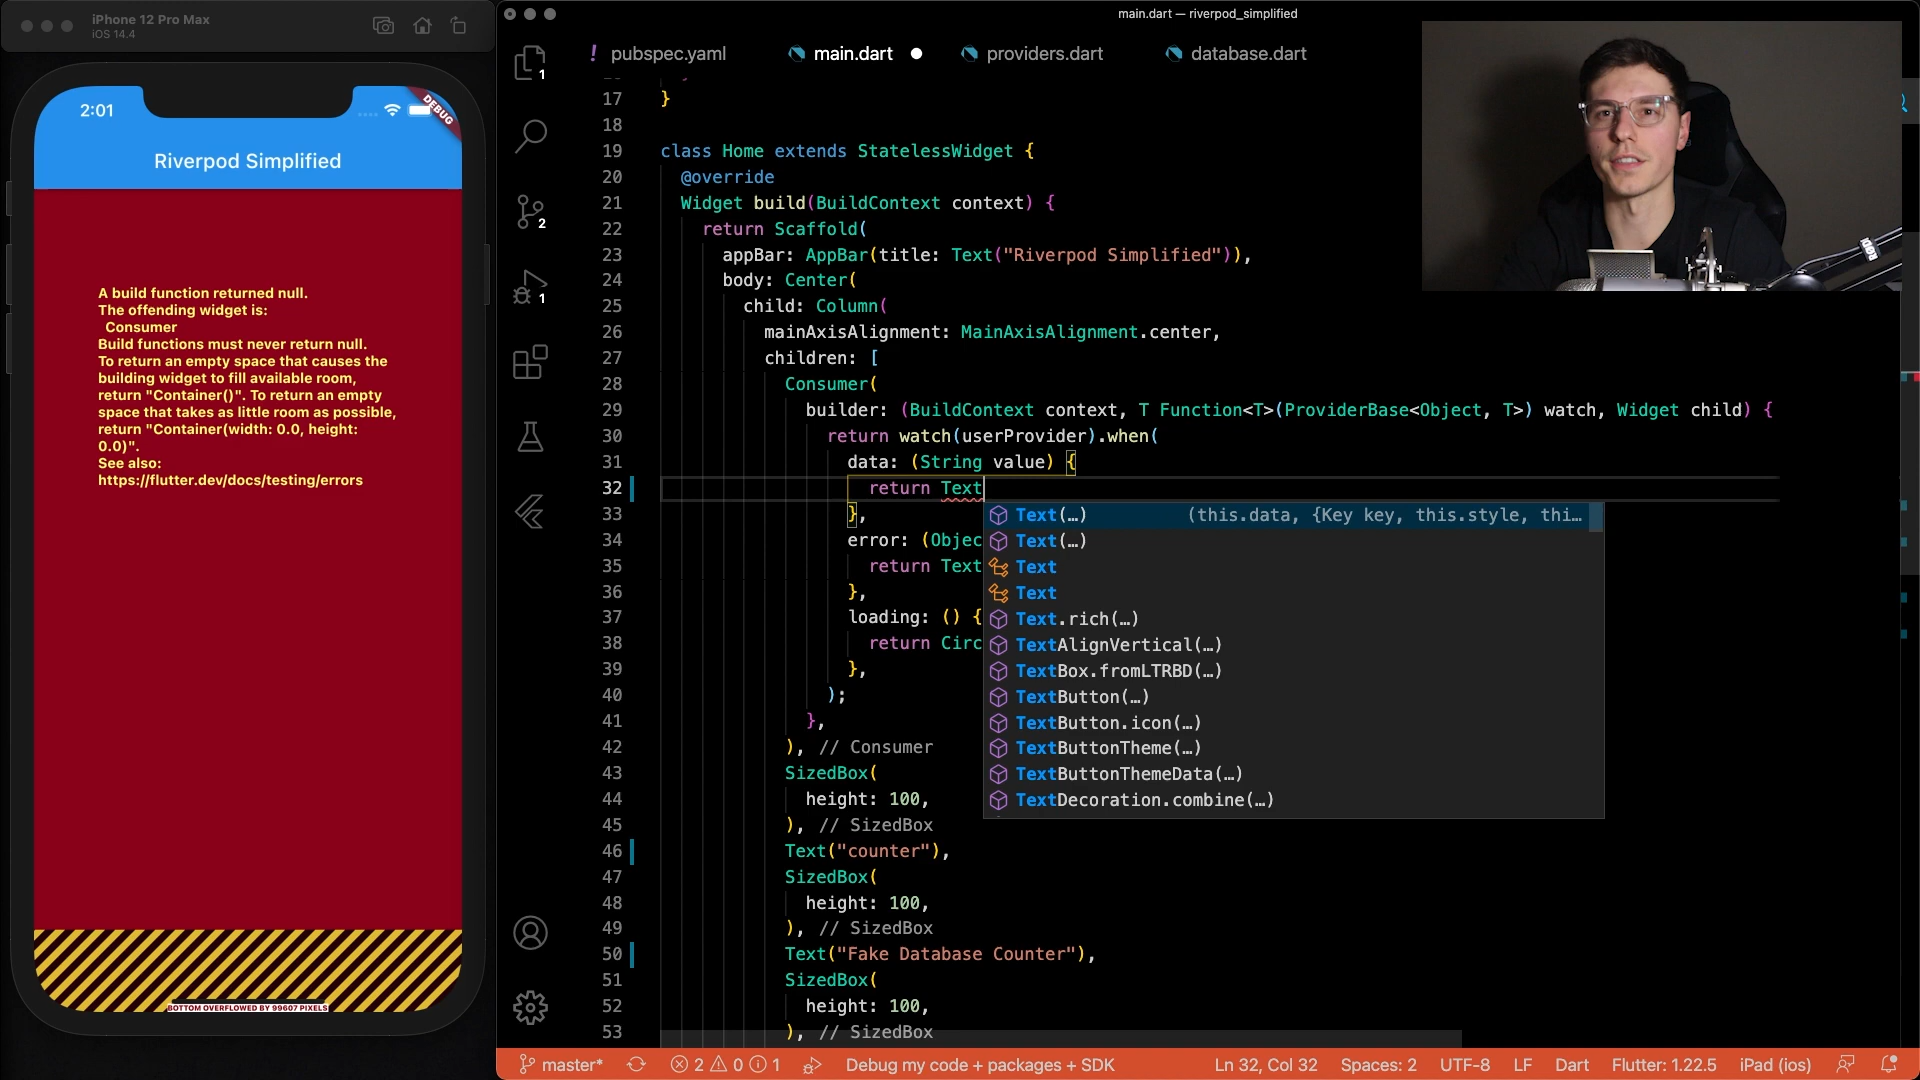 iPhone 12 Pro Max
iOS 14.4
2:01
DEBUG
Riverpod Simplified
A build function returned null.
The offending widget is:
Consumer
Build functions must never return null.
To return an empty space that causes the
building widget to fill available room,
return "Container()". To return an empty
space that takes as little room as possible,
return "Container(width: 0.0, height:
0.0)".
See also:
https://flutter.dev/docs/testing/errors
BOTTOM OVERFLOWED BY 99607 PIXELS
main.dart — riverpod_simplified
! pubspec.yaml main.dart ● providers.dart database.dart
1
2
1
17 }
18
19 class Home extends StatelessWidget {
20 @override
21 Widget build(BuildContext context) {
22 return Scaffold(
23 appBar: AppBar(title: Text("Riverpod Simplified")),
24 body: Center(
25 child: Column(
26 mainAxisAlignment: MainAxisAlignment.center,
27 children: [
28 Consumer(
29 builder: (BuildContext context, T Function<T>(ProviderBase<Object, T>) watch, Widget child) {
30 return watch(userProvider).when(
31 data: (String value) {
32 return Text
33 },
34 error: (Objec
35 return Text
36 },
37 loading: () {
38 return Circ
39 },
40 );
41 },
42 ), // Consumer
43 SizedBox(
44 height: 100,
45 ), // SizedBox
46 Text("counter"),
47 SizedBox(
48 height: 100,
49 ), // SizedBox
50 Text("Fake Database Counter"),
51 SizedBox(
52 height: 100,
53 ), // SizedBox
Text(…) (this.data, {Key key, this.style, thi…
Text(…)
Text
Text
Text.rich(…)
TextAlignVertical(…)
TextBox.fromLTRBD(…)
TextButton(…)
TextButton.icon(…)
TextButtonTheme(…)
TextButtonThemeData(…)
TextDecoration.combine(…)
master* 2 0 1 Debug my code + packages + SDK Ln 32, Col 32 Spaces: 2 UTF-8 LF Dart Flutter: 1.22.5 iPad (ios)